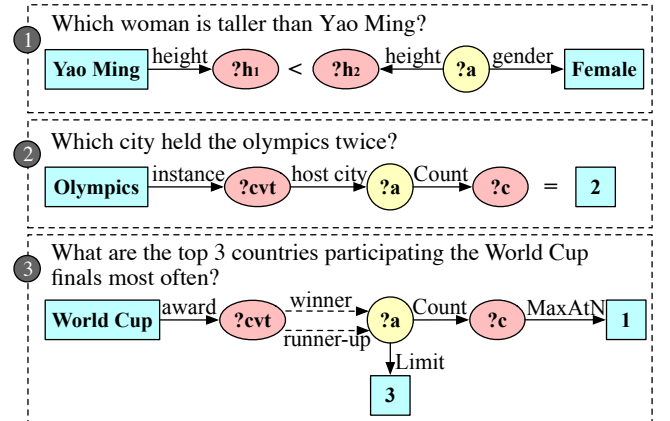 1
Which woman is taller than Yao Ming?
Yao Ming height ?h1 < ?h2 height ?a gender Female
2
Which city held the olympics twice?
Olympics instance ?cvt host city ?a Count ?c = 2
3
What are the top 3 countries participating the World Cup
finals most often?
winner
World Cup award ?cvt ?a Count ?c MaxAtN 1
runner-up
Limit
3